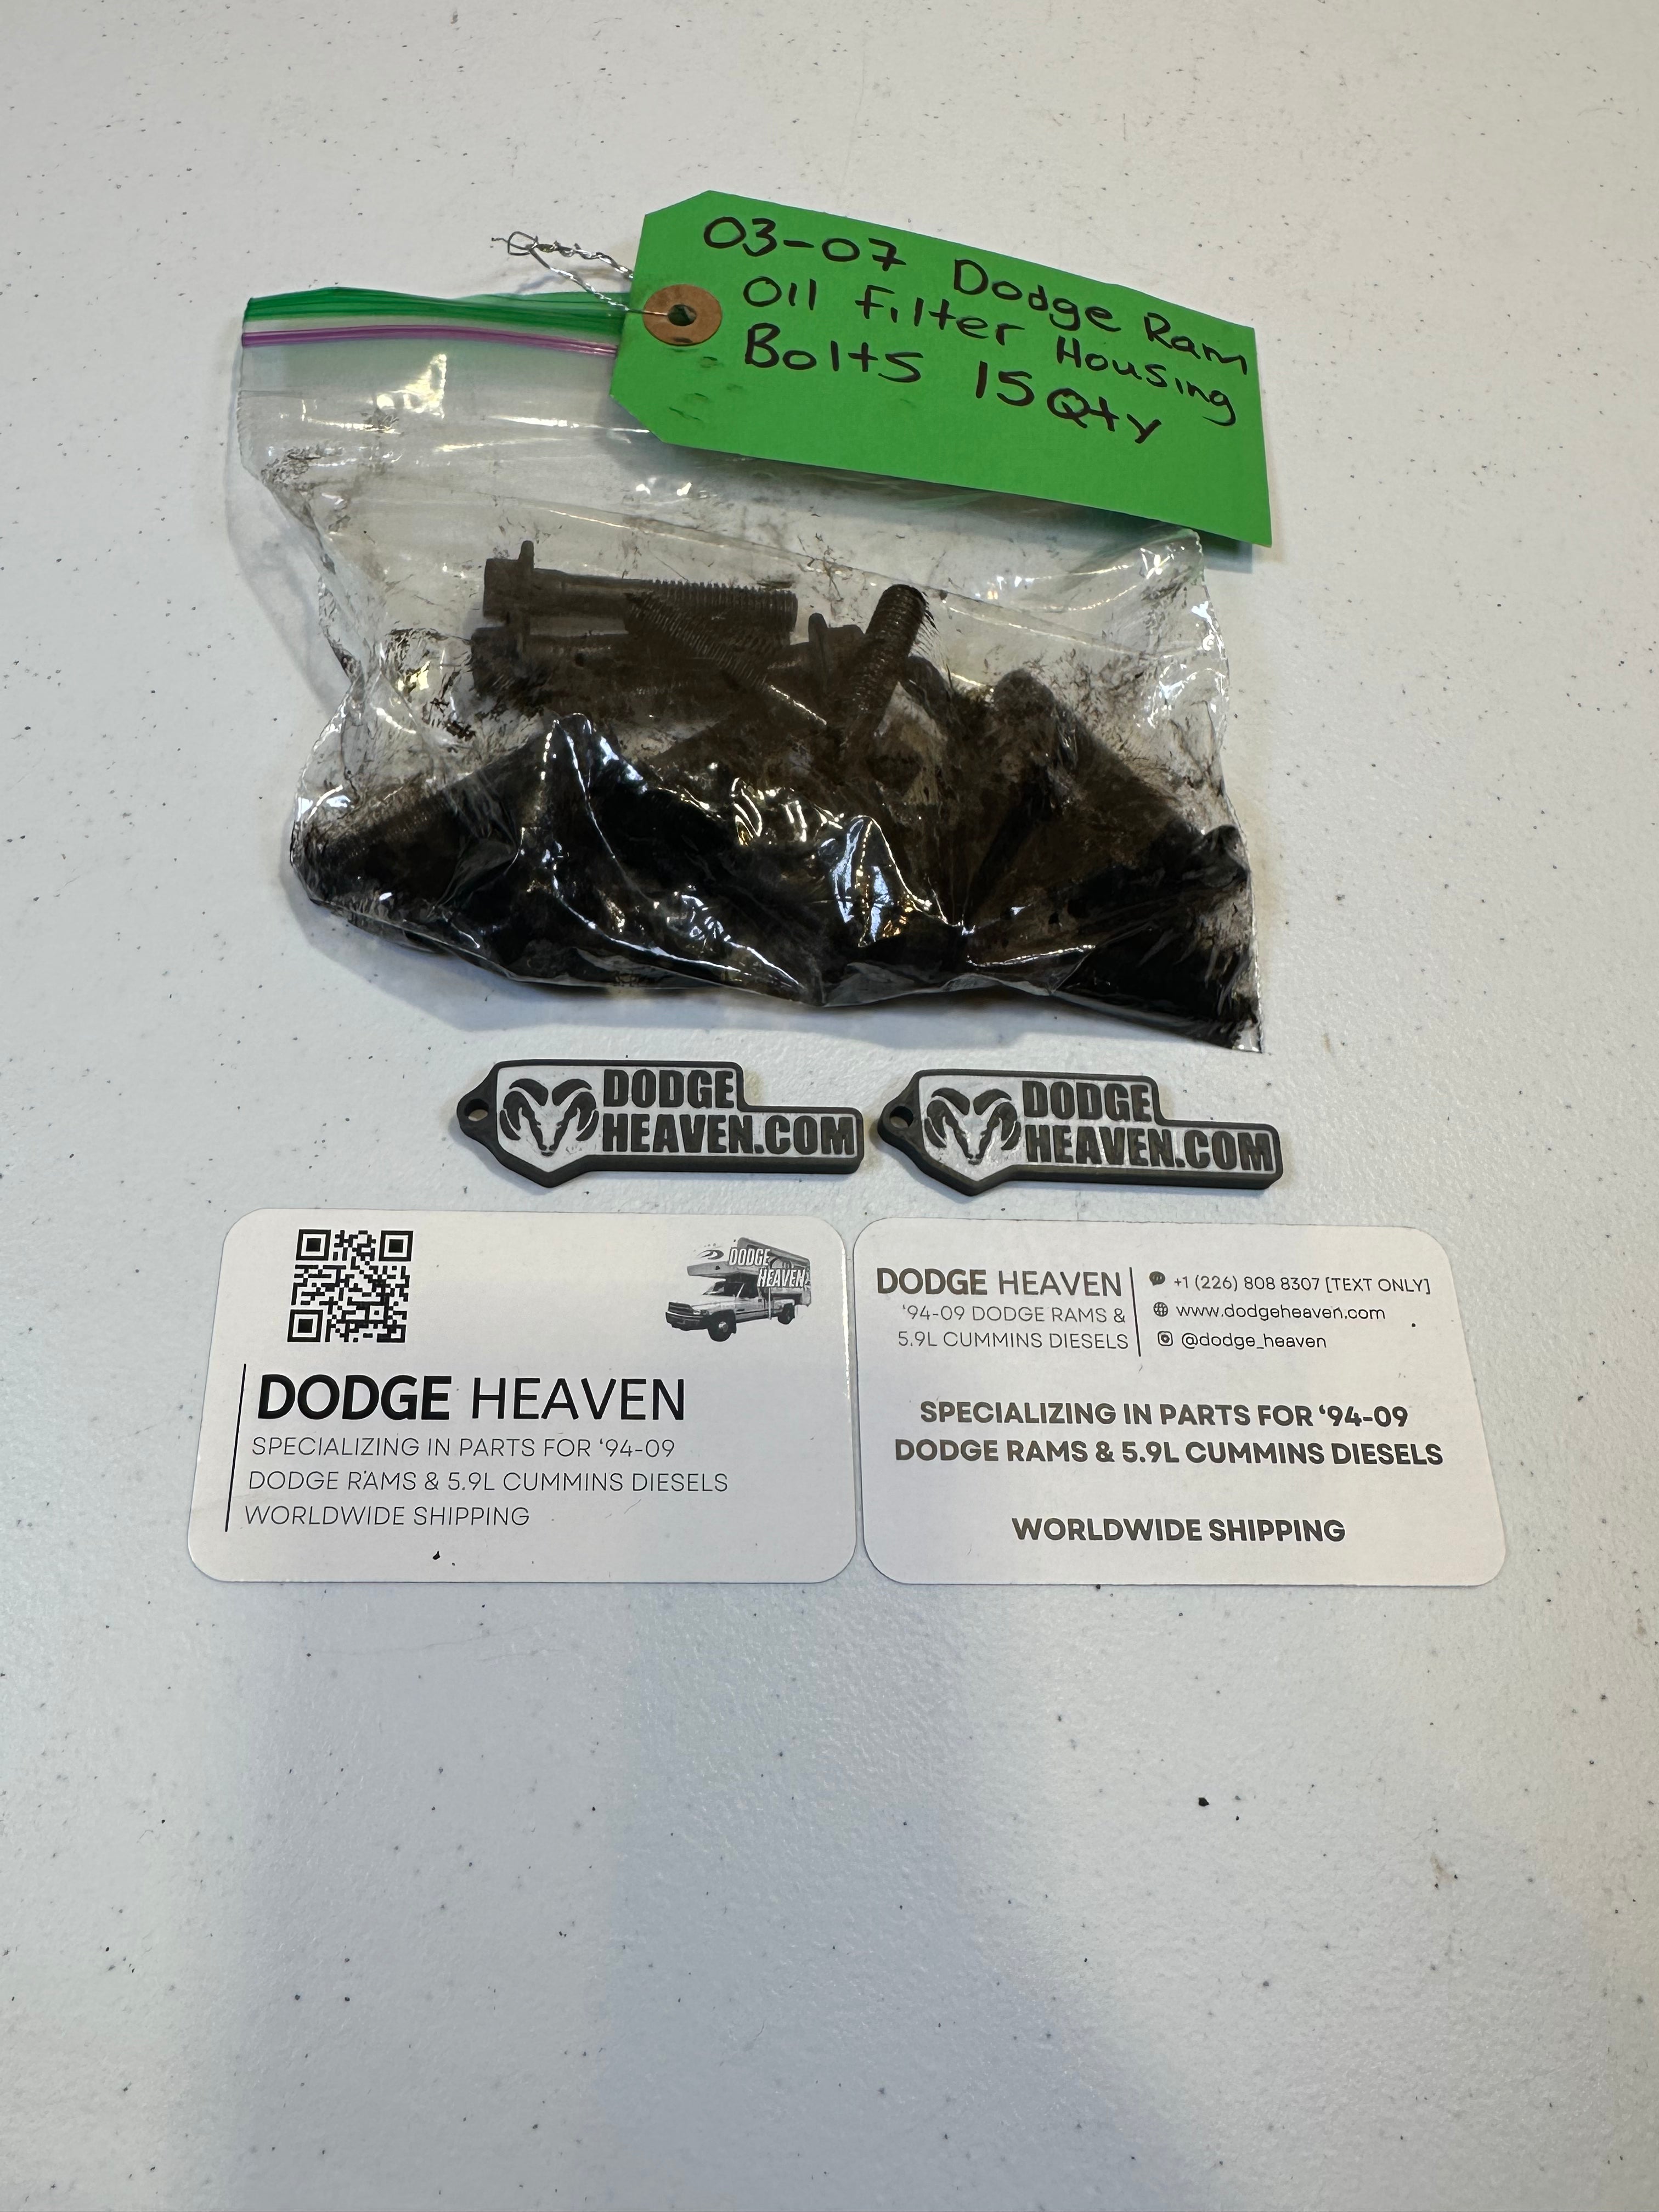 03-07 Dodge Ram
Oil Filter Housing
Bolts 15 Qty
DODGE
HEAVEN.COM
DODGE
HEAVEN.COM
DODGE
HEAVEN
DODGE HEAVEN
SPECIALIZING IN PARTS FOR ‘94-09
DODGE RAMS & 5.9L CUMMINS DIESELS
WORLDWIDE SHIPPING
DODGE HEAVEN
‘94-09 DODGE RAMS &
5.9L CUMMINS DIESELS
+1 (226) 808 8307 [TEXT ONLY]
www.dodgeheaven.com
@dodge_heaven
SPECIALIZING IN PARTS FOR ‘94-09
DODGE RAMS & 5.9L CUMMINS DIESELS
WORLDWIDE SHIPPING